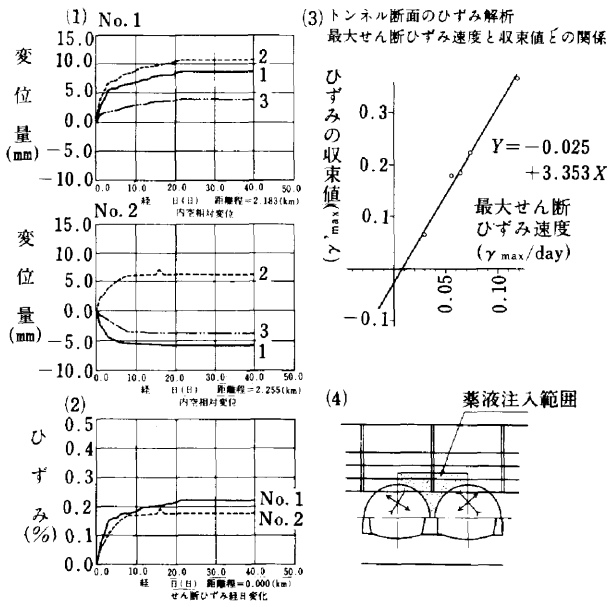 (1) No.1
変位量(mm)
15.0
10.0
5.0
0.0
-5.0
-10.0
2
1
3
0.0 10.0 20.0 30.0 40.0 50.0
経 日(日) 距離程=2.183(km)
内空相対変位
No.2
変位量(mm)
15.0
10.0
5.0
0.0
-5.0
-10.0
2
3
1
0.0 10.0 20.0 30.0 40.0 50.0
経 日(日) 距離程=2.255(km)
内空相対変位
(2)
ひずみ(%)
0.5
0.4
0.3
0.2
0.1
0.0
No.1
No.2
0.0 10.0 20.0 30.0 40.0 50.0
経 日(日) 距離程=0.000(km)
せん断ひずみ経日変化
(3) トンネル断面のひずみ解析
最大せん断ひずみ速度と収束値との関係
ひずみの収束値(γ'max)
0.3
0.2
0.1
-0.1
0.05
0.10
Y=-0.025
+3.353X
最大せん断
ひずみ速度
(γmax/day)
(4)
薬液注入範囲